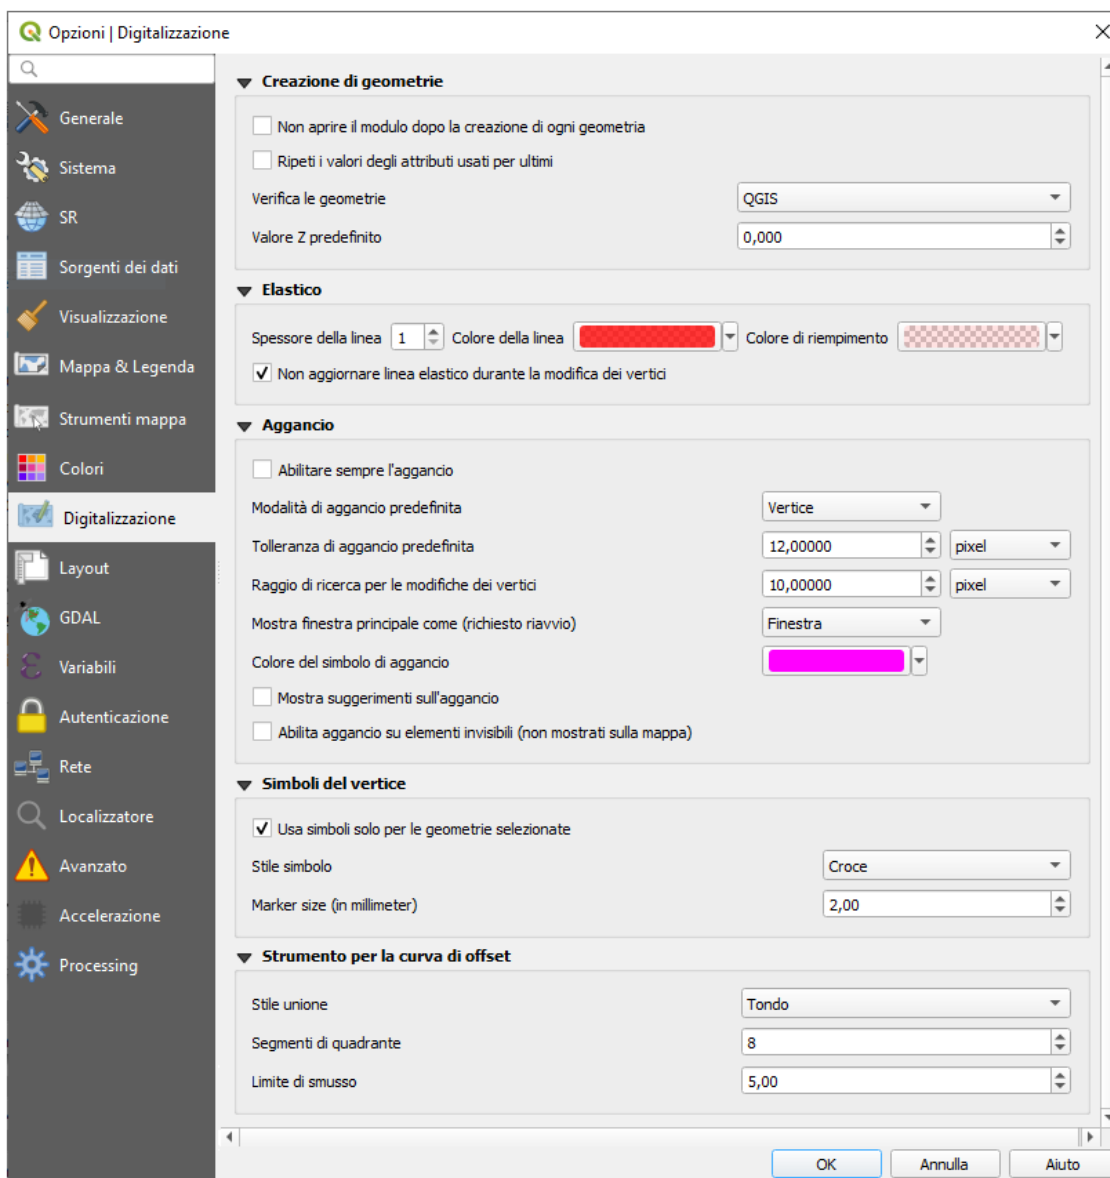 Opzioni | Digitalizzazione
Generale
Sistema
SR
Sorgenti dei dati
Visualizzazione
Mappa & Legenda
Strumenti mappa
Colori
Digitalizzazione
Layout
GDAL
Variabili
Autenticazione
Rete
Localizzatore
Avanzato
Accelerazione
Processing
Creazione di geometrie
Non aprire il modulo dopo la creazione di ogni geometria
Ripeti i valori degli attributi usati per ultimi
Verifica le geometrie QGIS
Valore Z predefinito 0,000
Elastico
Spessore della linea 1 Colore della linea Colore di riempimento
Non aggiornare linea elastico durante la modifica dei vertici
Aggancio
Abilitare sempre l'aggancio
Modalità di aggancio predefinita Vertice
Tolleranza di aggancio predefinita 12,00000 pixel
Raggio di ricerca per le modifiche dei vertici 10,00000 pixel
Mostra finestra principale come (richiesto riavvio) Finestra
Colore del simbolo di aggancio
Mostra suggerimenti sull'aggancio
Abilita aggancio su elementi invisibili (non mostrati sulla mappa)
Simboli del vertice
Usa simboli solo per le geometrie selezionate
Stile simbolo Croce
Marker size (in millimeter) 2,00
Strumento per la curva di offset
Stile unione Tondo
Segmenti di quadrante 8
Limite di smusso 5,00
OK Annulla Aiuto